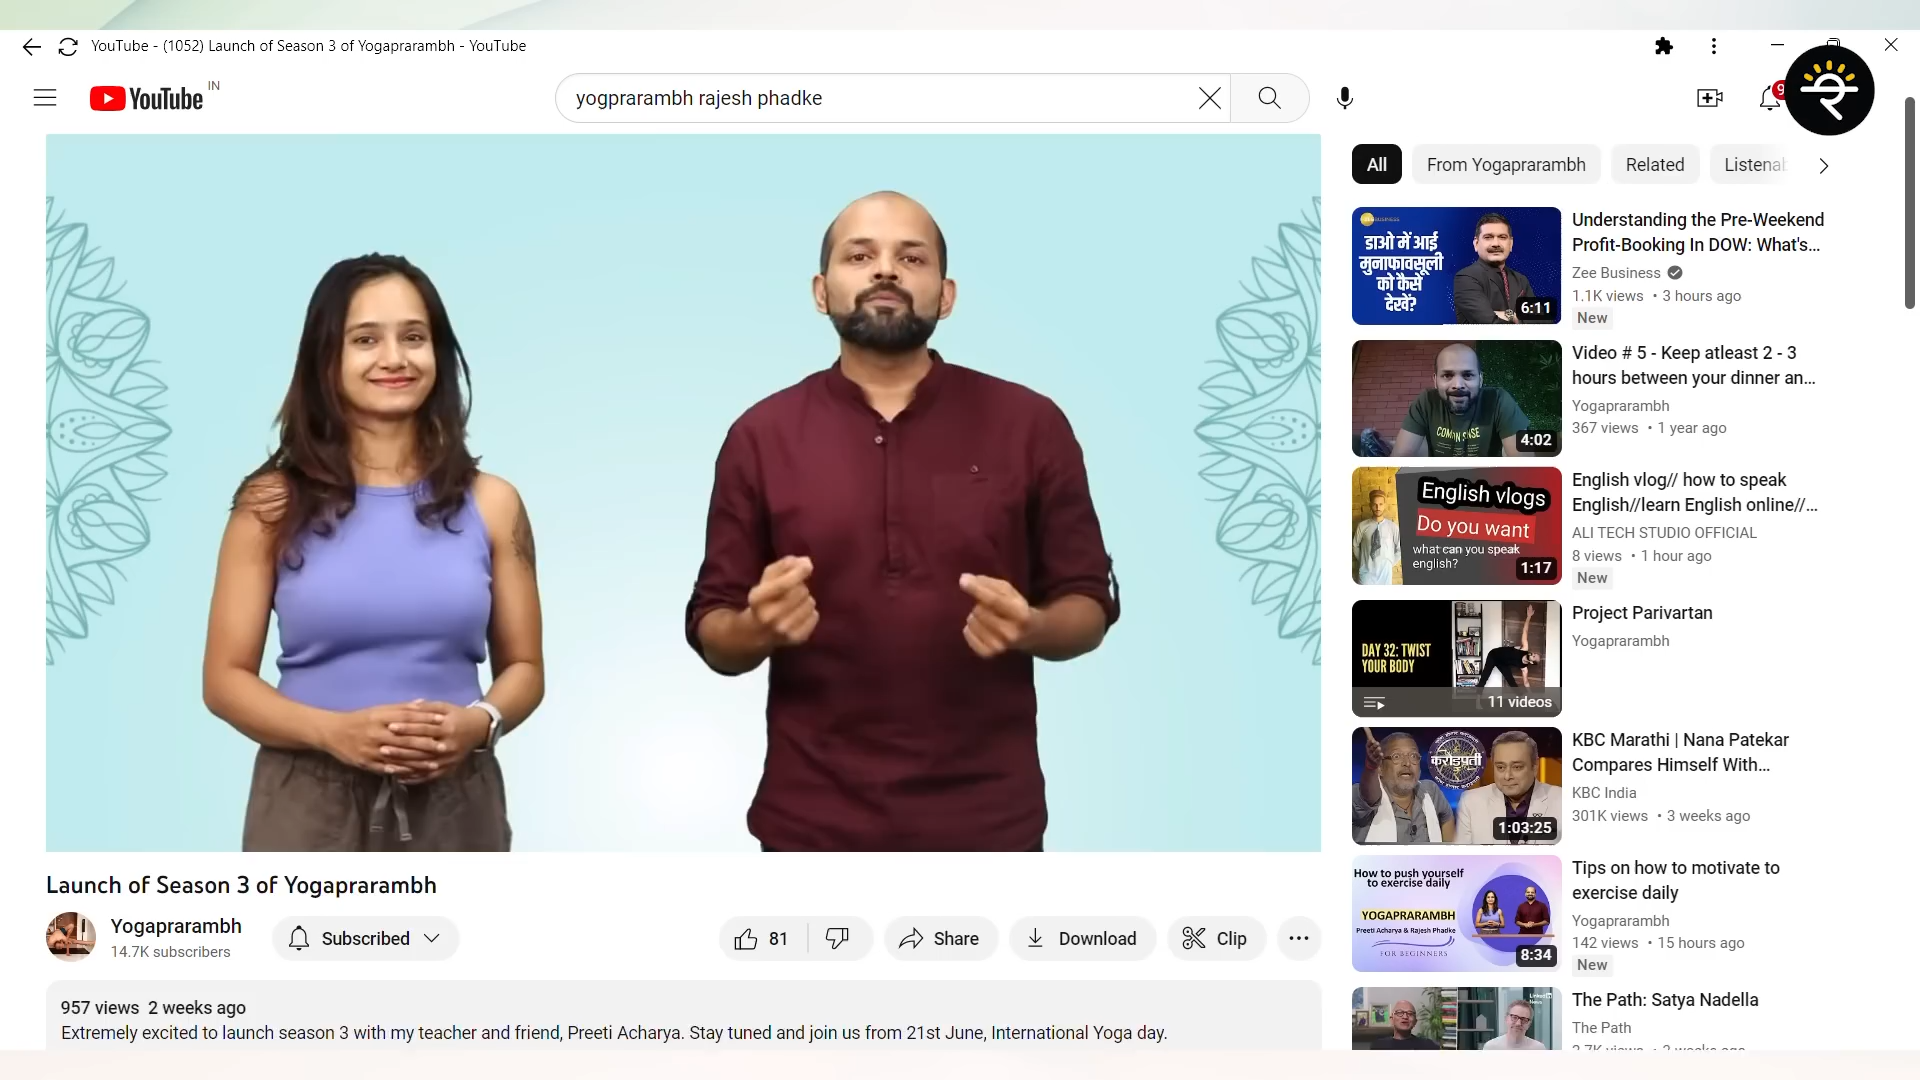 YouTube - (1052) Launch of Season 3 of Yogaprarambh - YouTube
YouTube IN
yogprarambh rajesh phadke
9
All
From Yogaprarambh
Related
Listenab
डाओ में आई
मुनाफावसूली
को कैसे
देखें?
6:11
Understanding the Pre-Weekend
Profit-Booking In DOW: What's...
Zee Business
1.1K views • 3 hours ago
New
4:02
Video # 5 - Keep atleast 2 - 3
hours between your dinner an...
Yogaprarambh
367 views • 1 year ago
English vlogs
Do you want
what can you speak
english?
1:17
English vlog// how to speak
English//learn English online//...
ALI TECH STUDIO OFFICIAL
8 views • 1 hour ago
New
DAY 32: TWIST
YOUR BODY
11 videos
Project Parivartan
Yogaprarambh
करोड़पती
1:03:25
KBC Marathi | Nana Patekar
Compares Himself With...
KBC India
301K views • 3 weeks ago
How to push yourself
to exercise daily
YOGAPRARAMBH
Preeti Acharya & Rajesh Phadke
FOR BEGINNERS
8:34
Tips on how to motivate to
exercise daily
Yogaprarambh
142 views • 15 hours ago
New
The Path: Satya Nadella
The Path
Launch of Season 3 of Yogaprarambh
Yogaprarambh
14.7K subscribers
Subscribed
81
Share
Download
Clip
957 views 2 weeks ago
Extremely excited to launch season 3 with my teacher and friend, Preeti Acharya. Stay tuned and join us from 21st June, International Yoga day.